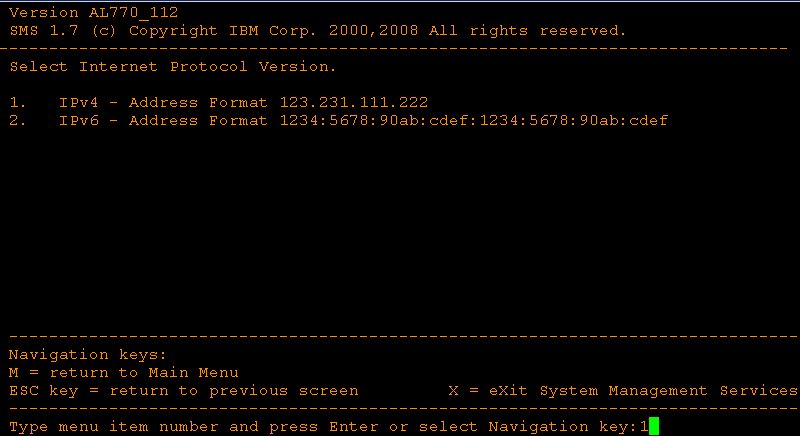 Version AL770_112
SMS 1.7 (c) Copyright IBM Corp. 2000,2008 All rights reserved.
-------------------------------------------------------------------------------
Select Internet Protocol Version.
1.   IPv4 - Address Format 123.231.111.222
2.   IPv6 - Address Format 1234:5678:90ab:cdef:1234:5678:90ab:cdef
-------------------------------------------------------------------------------
Navigation keys:
M = return to Main Menu
ESC key = return to previous screen         X = eXit System Management Services
-------------------------------------------------------------------------------
Type menu item number and press Enter or select Navigation key:1